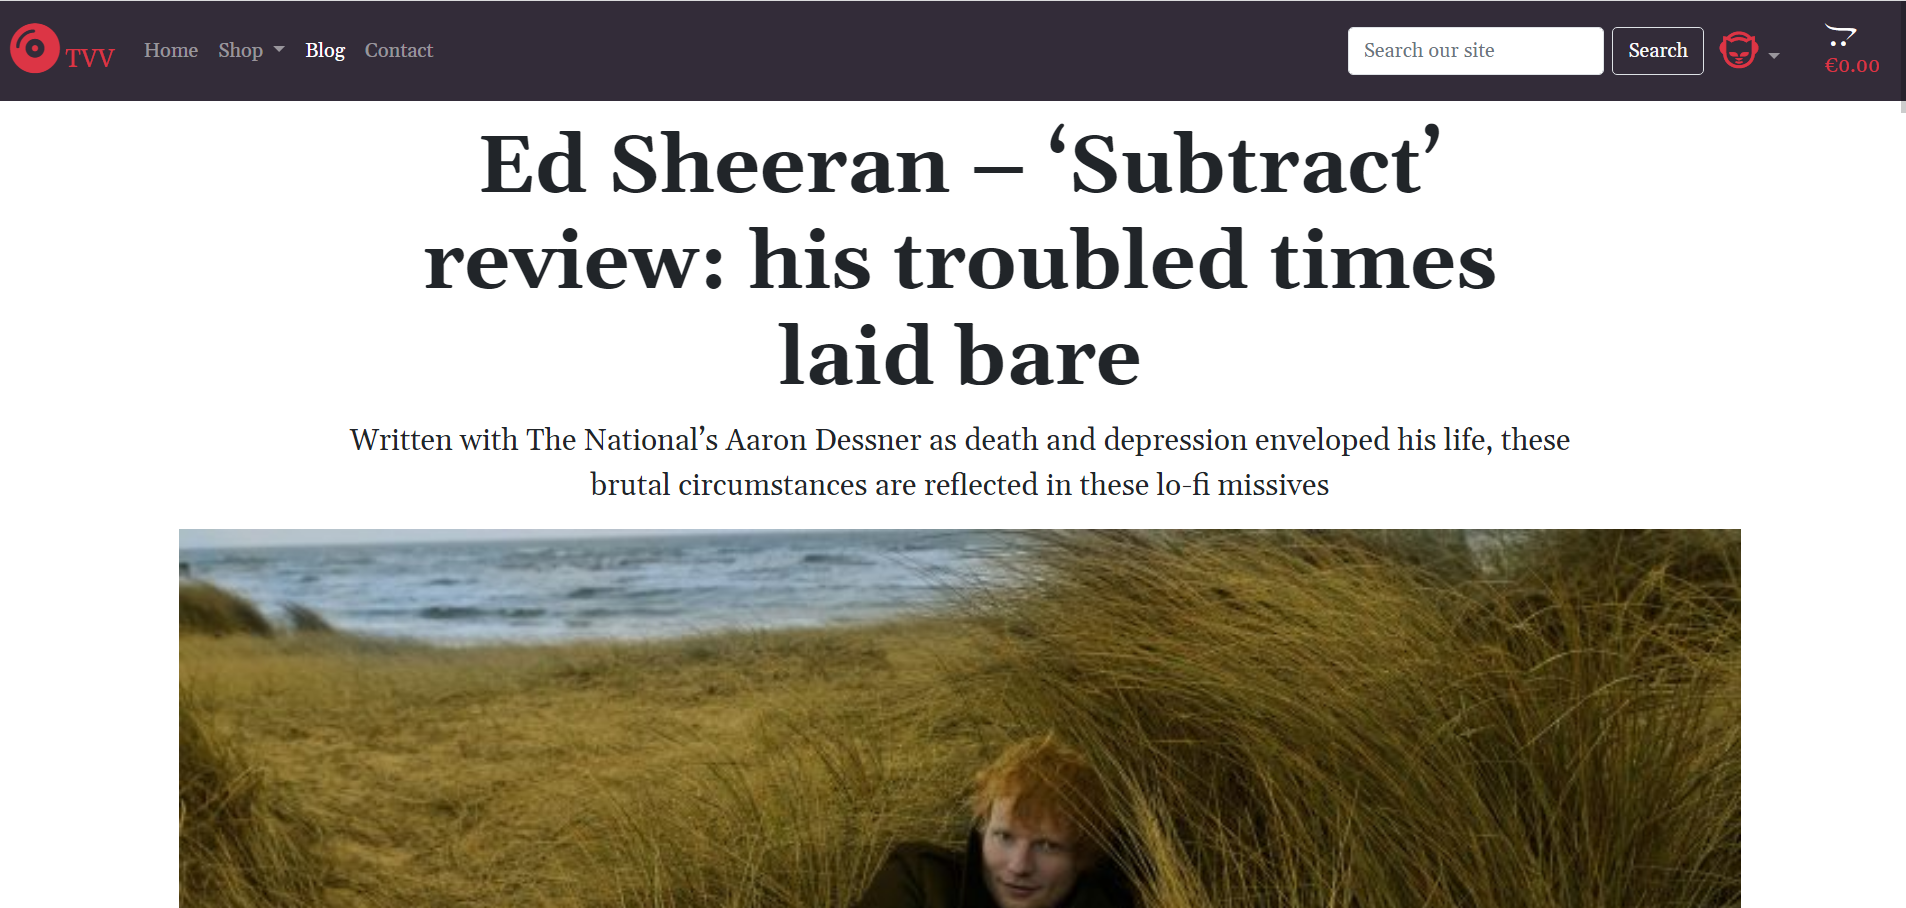 TVV
Home Shop Blog Contact
Search our site
Search
€0.00
Ed Sheeran – ‘Subtract’
review: his troubled times
laid bare
Written with The National’s Aaron Dessner as death and depression enveloped his life, these
brutal circumstances are reflected in these lo-fi missives